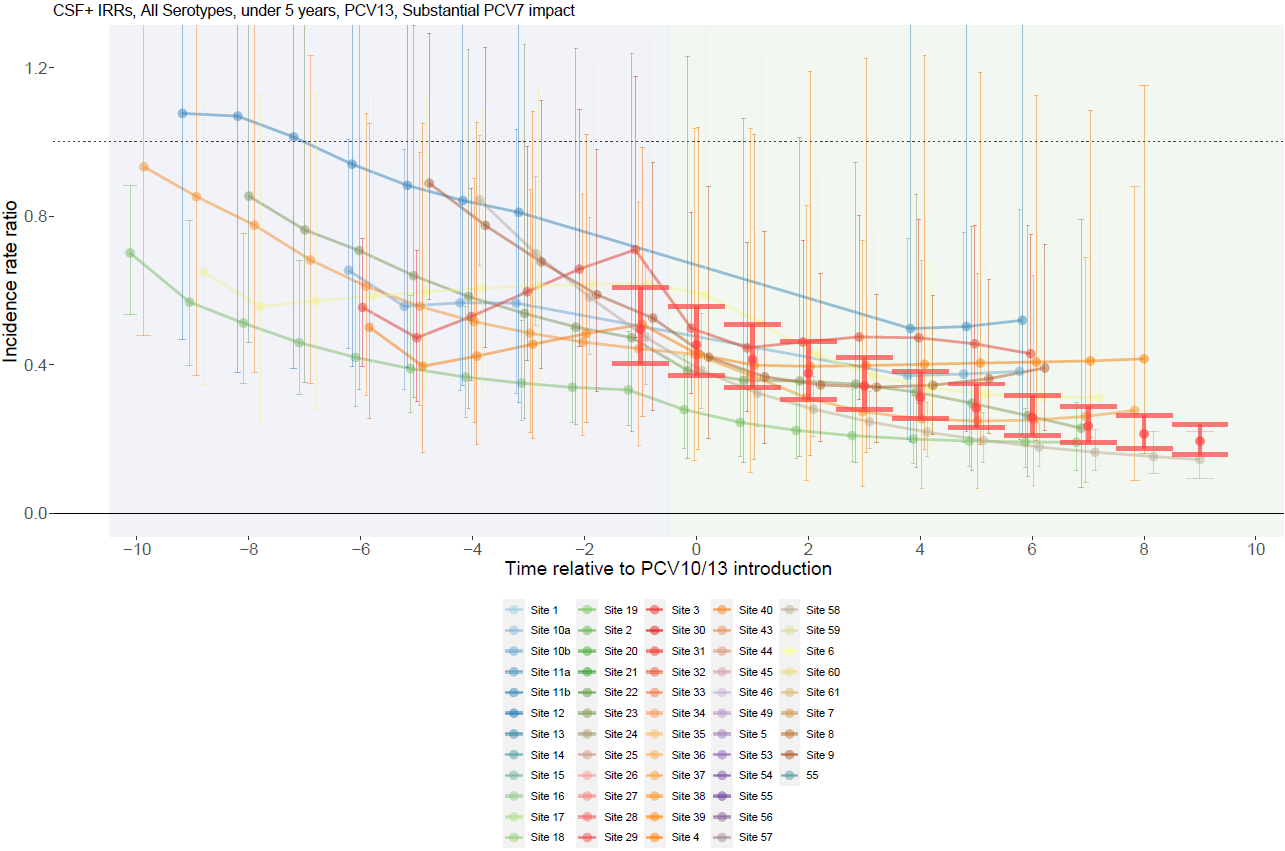 CSF+ IRRs, All Serotypes, under 5 years, PCV13, Substantial PCV7 impact
Incidence rate ratio
1.2
0.8
0.4
0.0
−10 −8 −6 −4 −2 0 2 4 6 8 10
Time relative to PCV10/13 introduction
Site 1 Site 19 Site 3 Site 40 Site 58
Site 10a Site 2 Site 30 Site 43 Site 59
Site 10b Site 20 Site 31 Site 44 Site 6
Site 11a Site 21 Site 32 Site 45 Site 60
Site 11b Site 22 Site 33 Site 46 Site 61
Site 12 Site 23 Site 34 Site 49 Site 7
Site 13 Site 24 Site 35 Site 5 Site 8
Site 14 Site 25 Site 36 Site 53 Site 9
Site 15 Site 26 Site 37 Site 54 55
Site 16 Site 27 Site 38 Site 55
Site 17 Site 28 Site 39 Site 56
Site 18 Site 29 Site 4 Site 57